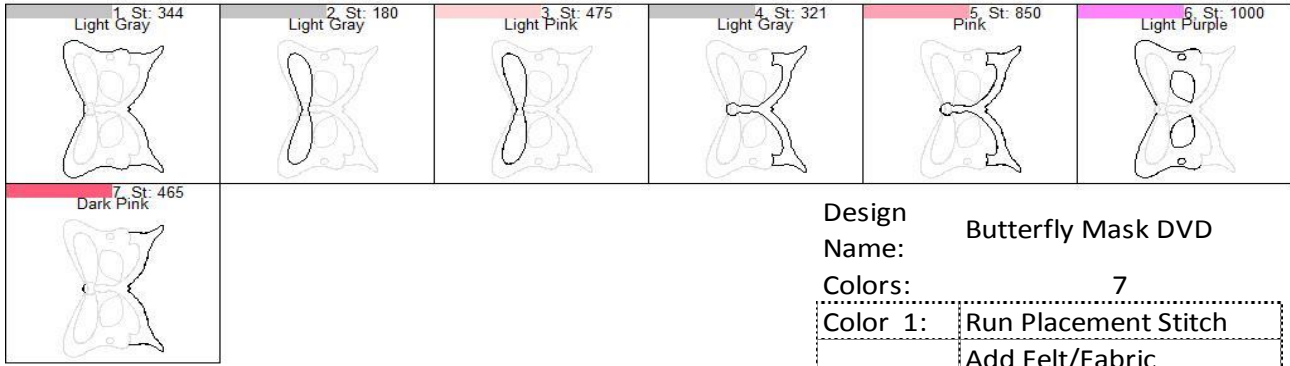 1, St: 344
Light Gray
2, St: 180
Light Gray
3, St: 475
Light Pink
4, St: 321
Light Gray
5, St: 850
Pink
6, St: 1000
Light Purple
7, St: 465
Dark Pink
Design Name: Butterfly Mask DVD
Colors: 7
Color 1: Run Placement Stitch
Add Felt/Fabric